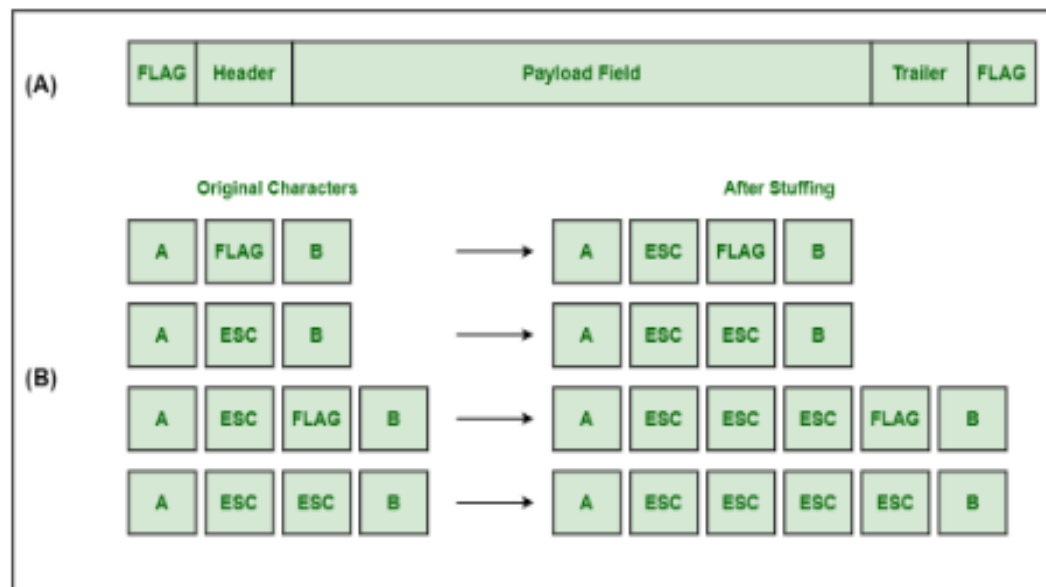 (A) FLAG Header Payload Field Trailer FLAG
Original Characters After Stuffing
A FLAG B A ESC FLAG B
A ESC B A ESC ESC B
(B)
A ESC FLAG B A ESC ESC ESC FLAG B
A ESC ESC B A ESC ESC ESC ESC B